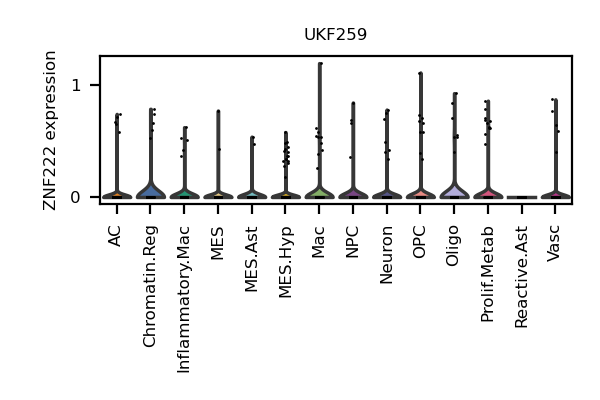 UKF259
ZNF222 expression
1
0
AC
Chromatin.Reg
Inflammatory.Mac
MES
MES.Ast
MES.Hyp
Mac
NPC
Neuron
OPC
Oligo
Prolif.Metab
Reactive.Ast
Vasc